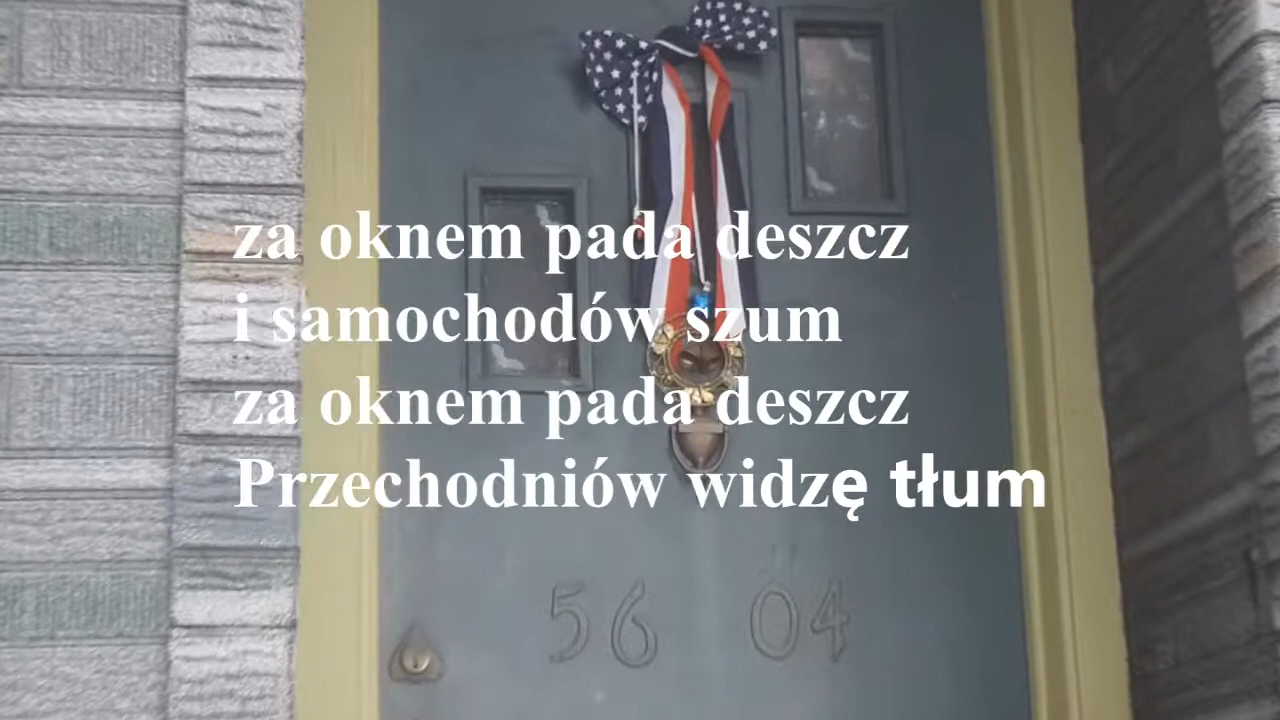 za oknem pada deszcz
i samochodów szum
za oknem pada deszcz
Przechodniów widzę tłum
56 04